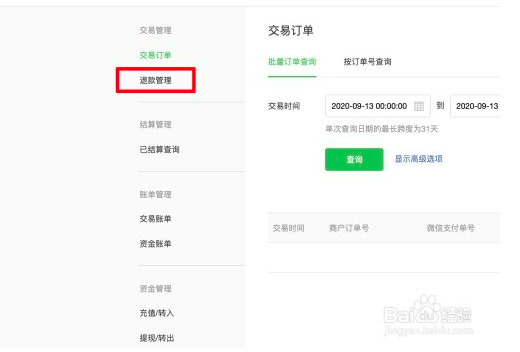 交易管理
交易订单
退款管理
结算管理
已结算查询
账单管理
交易账单
资金账单
资金管理
充值/转入
提现/转出
交易订单
批量订单查询 按订单号查询
交易时间 2020-09-13 00:00:00 到 2020-09-13
单次查询日期的最长跨度为31天
查询 显示高级选项
交易时间 商户订单号 微信支付单号
Baidu经验
jingyan.baidu.com